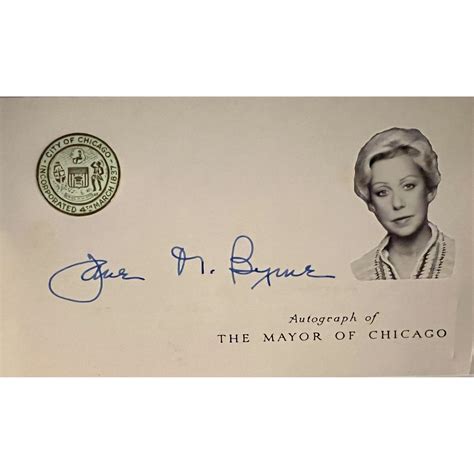 CITY OF CHICAGO
INCORPORATED 4TH MARCH 1837
Jane M. Byrne
Autograph of
THE MAYOR OF CHICAGO